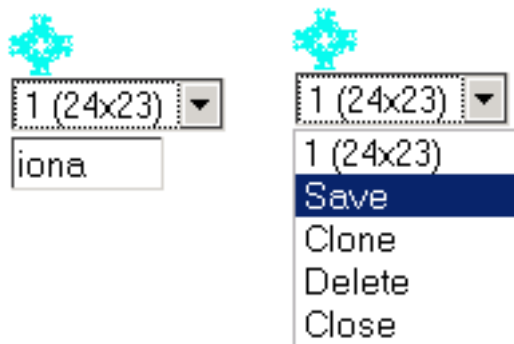 1 (24x23)
iona
1 (24x23)
1 (24x23)
Save
Clone
Delete
Close